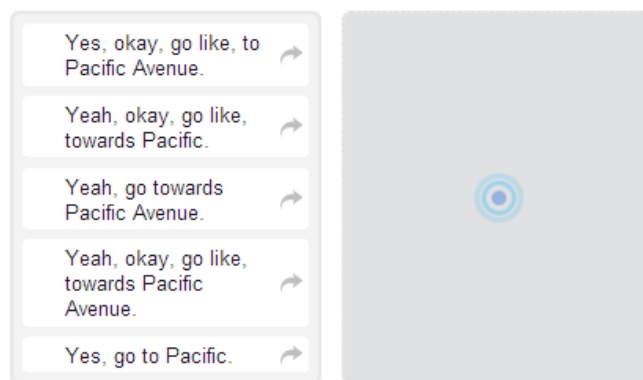 Yes, okay, go like, to
Pacific Avenue.
Yeah, okay, go like,
towards Pacific.
Yeah, go towards
Pacific Avenue.
Yeah, okay, go like,
towards Pacific
Avenue.
Yes, go to Pacific.